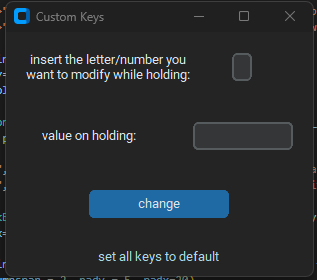 Custom Keys
insert the letter/number you
want to modify while holding:
value on holding:
change
set all keys to default